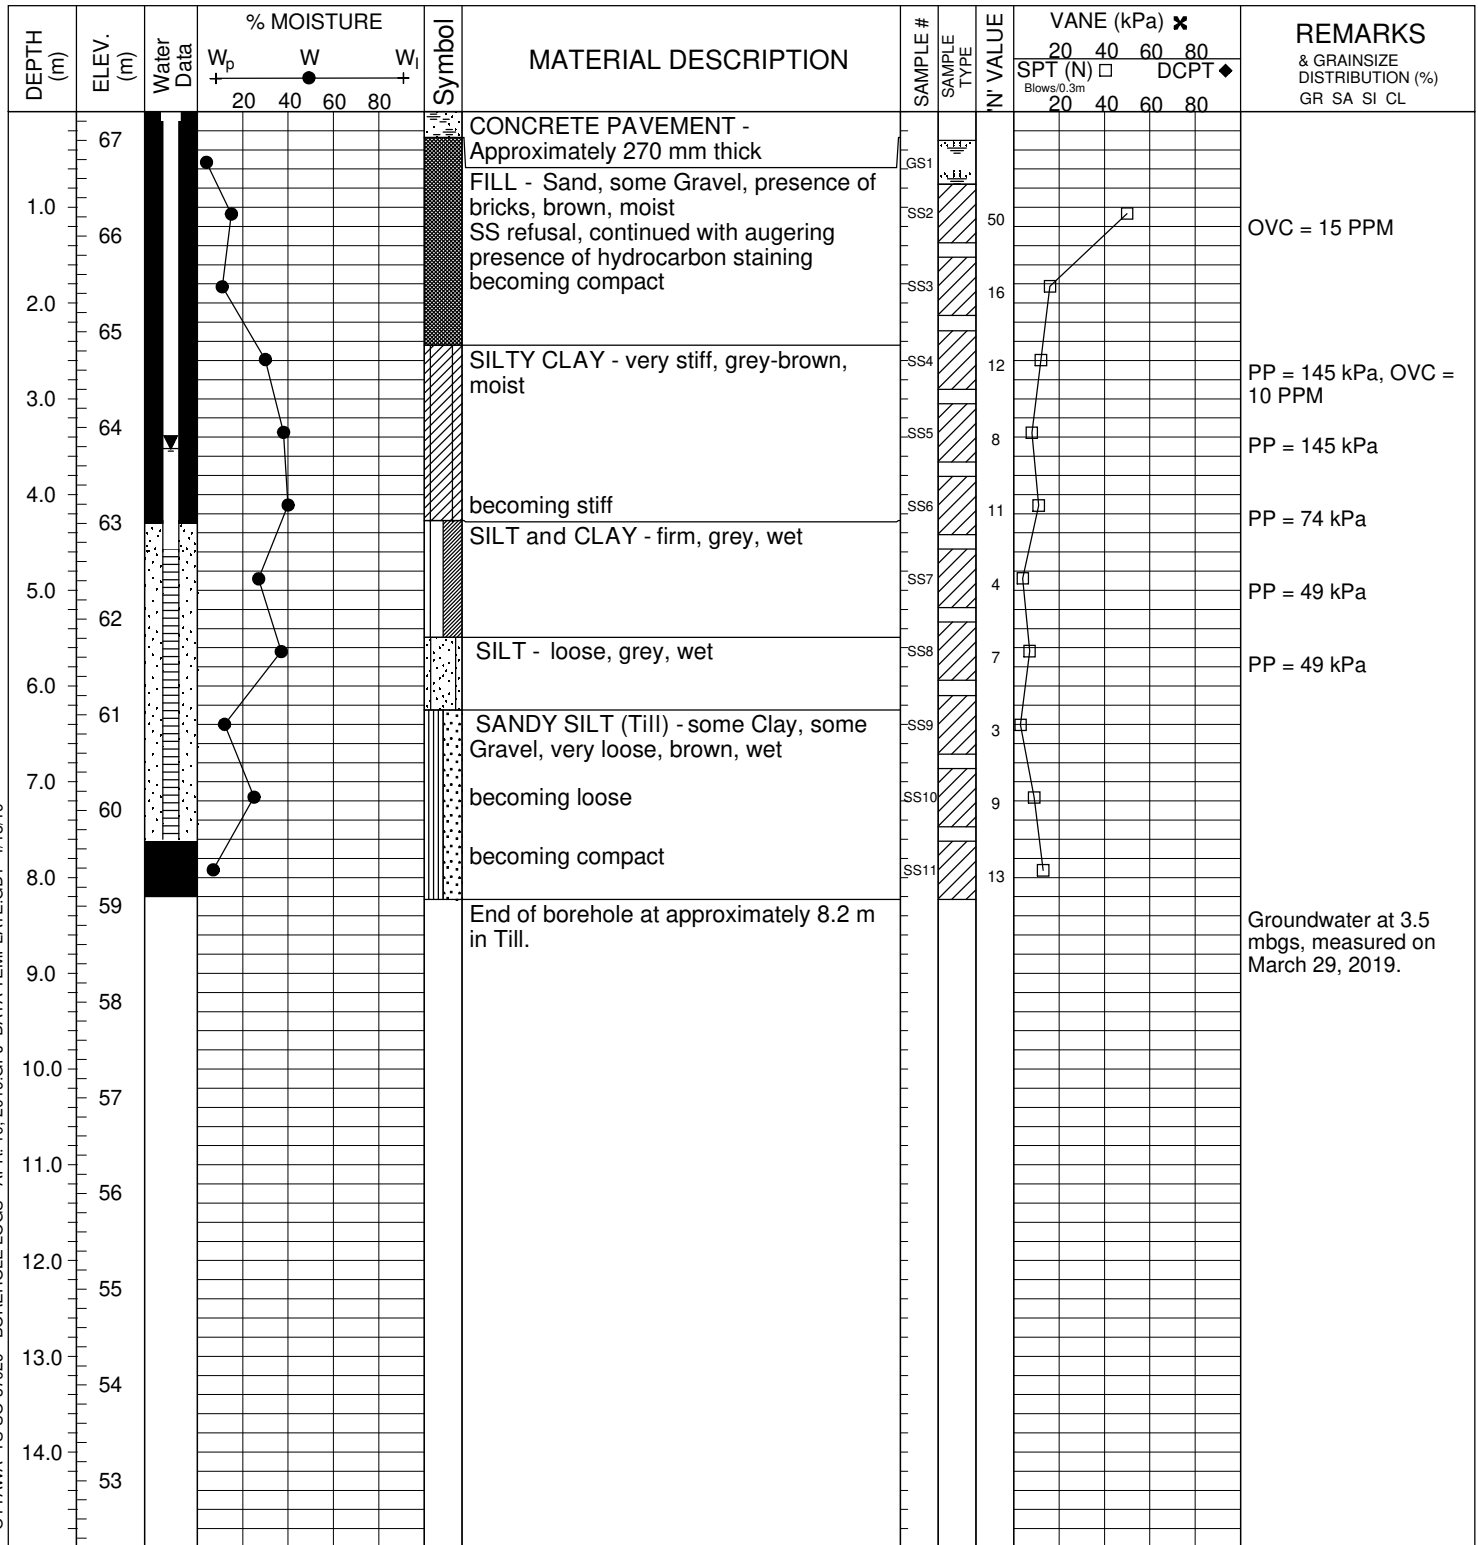 DEPTH (m)
ELEV. (m)
Water Data
% MOISTURE
Wp W Wl
20 40 60 80
Symbol
MATERIAL DESCRIPTION
SAMPLE #
SAMPLE TYPE
'N' VALUE
VANE (kPa) ✖
20 40 60 80
SPT (N) □ DCPT ◆
Blows/0.3m
20 40 60 80
REMARKS
& GRAINSIZE
DISTRIBUTION (%)
GR SA SI CL
67
CONCRETE PAVEMENT -
Approximately 270 mm thick
GS1
FILL - Sand, some Gravel, presence of
bricks, brown, moist
1.0
SS2
50
SS refusal, continued with augering
66
OVC = 15 PPM
presence of hydrocarbon staining
becoming compact
SS3
16
2.0
65
SILTY CLAY - very stiff, grey-brown,
moist
SS4
12
PP = 145 kPa, OVC =
10 PPM
3.0
64
SS5
8
PP = 145 kPa
4.0
becoming stiff
SS6
11
63
PP = 74 kPa
SILT and CLAY - firm, grey, wet
SS7
4
5.0
PP = 49 kPa
62
SILT - loose, grey, wet
SS8
7
PP = 49 kPa
6.0
61
SANDY SILT (Till) - some Clay, some
Gravel, very loose, brown, wet
SS9
3
7.0
becoming loose
SS10
9
60
becoming compact
SS11
13
8.0
59
End of borehole at approximately 8.2 m
in Till.
Groundwater at 3.5
mbgs, measured on
March 29, 2019.
9.0
58
10.0
57
11.0
56
12.0
55
13.0
54
14.0
53